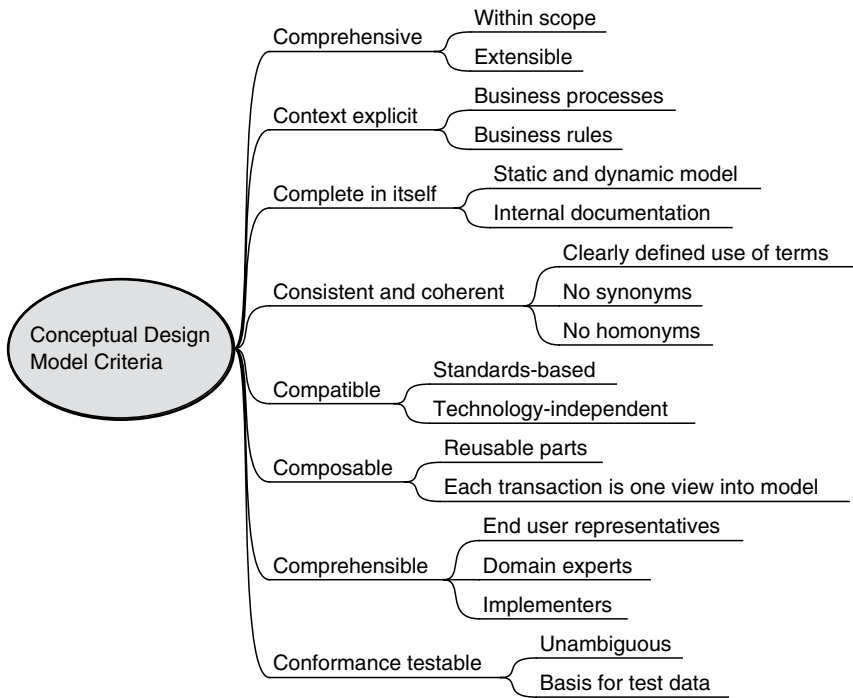 Conceptual Design
Model Criteria
Comprehensive
Within scope
Extensible
Context explicit
Business processes
Business rules
Complete in itself
Static and dynamic model
Internal documentation
Consistent and coherent
Clearly defined use of terms
No synonyms
No homonyms
Compatible
Standards-based
Technology-independent
Composable
Reusable parts
Each transaction is one view into model
Comprehensible
End user representatives
Domain experts
Implementers
Conformance testable
Unambiguous
Basis for test data